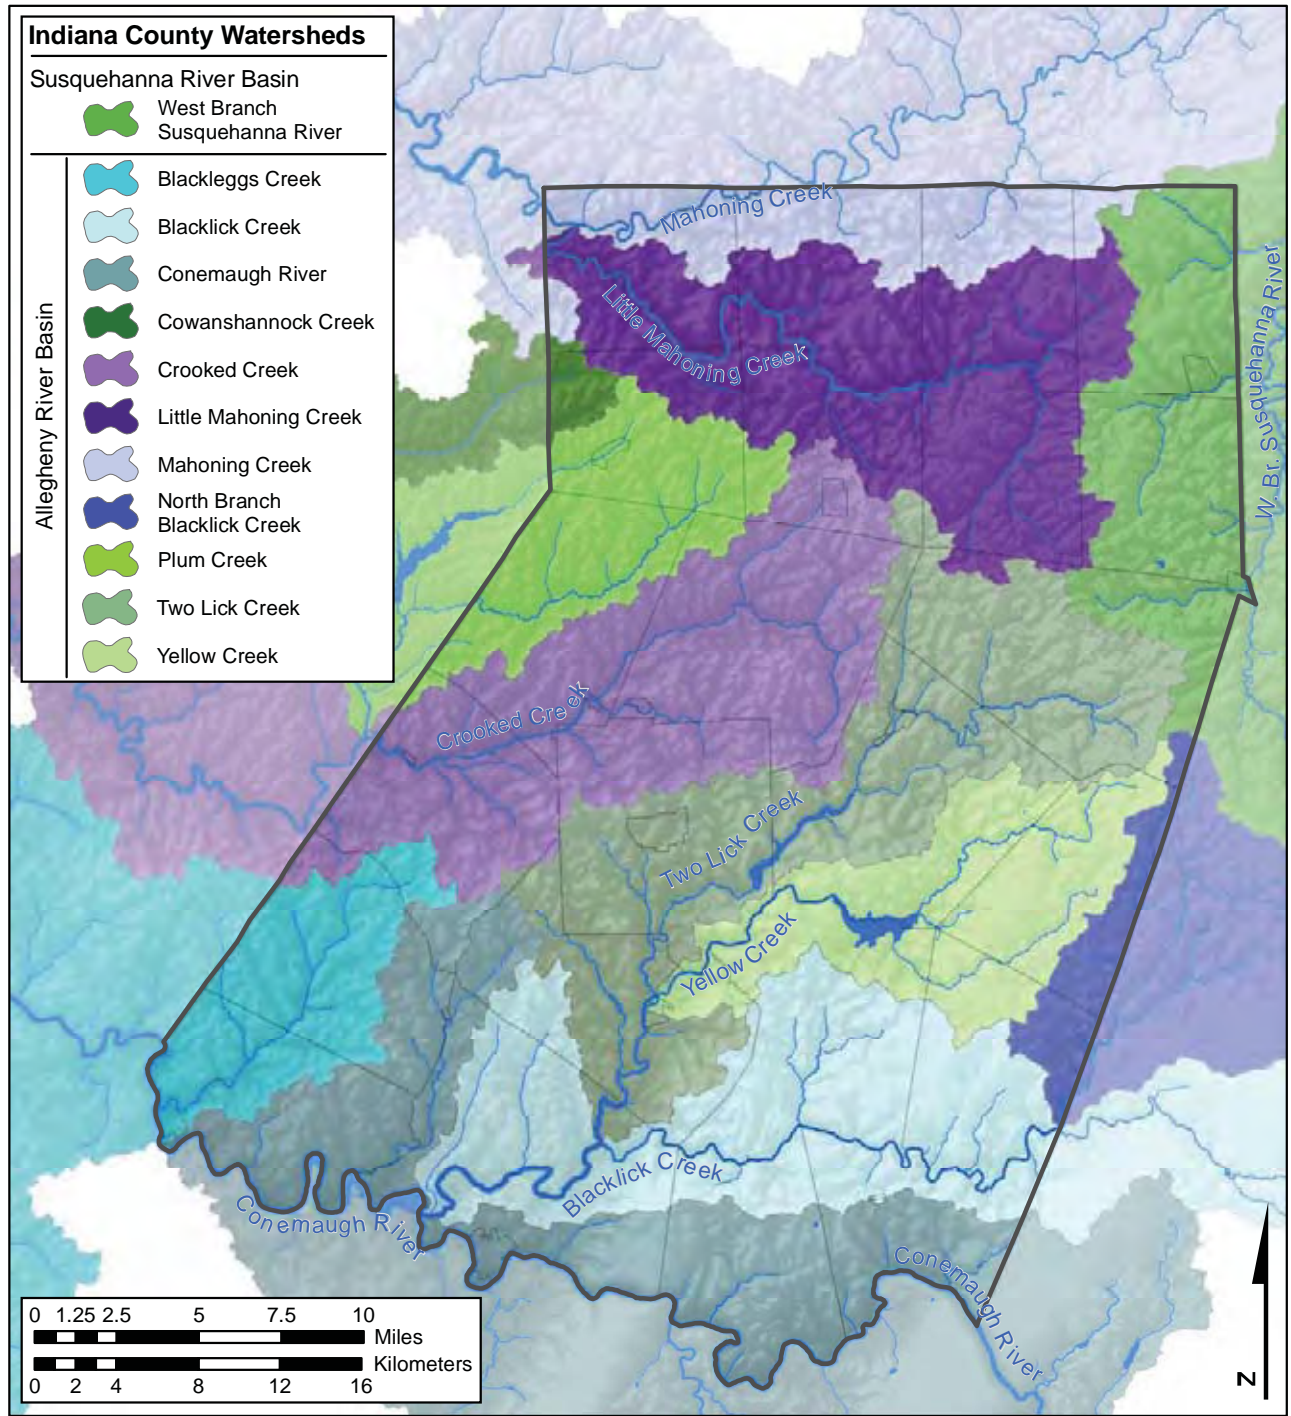 Indiana County Watersheds
Susquehanna River Basin
West Branch
Susquehanna River
Allegheny River Basin
Blackleggs Creek
Blacklick Creek
Conemaugh River
Cowanshannock Creek
Crooked Creek
Little Mahoning Creek
Mahoning Creek
North Branch
Blacklick Creek
Plum Creek
Two Lick Creek
Yellow Creek
Mahoning Creek
Little Mahoning Creek
W. Br. Susquehanna River
Crooked Creek
Two Lick Creek
Yellow Creek
Blacklick Creek
Conemaugh River
Conemaugh River
0 1.25 2.5 5 7.5 10
Miles
Kilometers
0 2 4 8 12 16
N